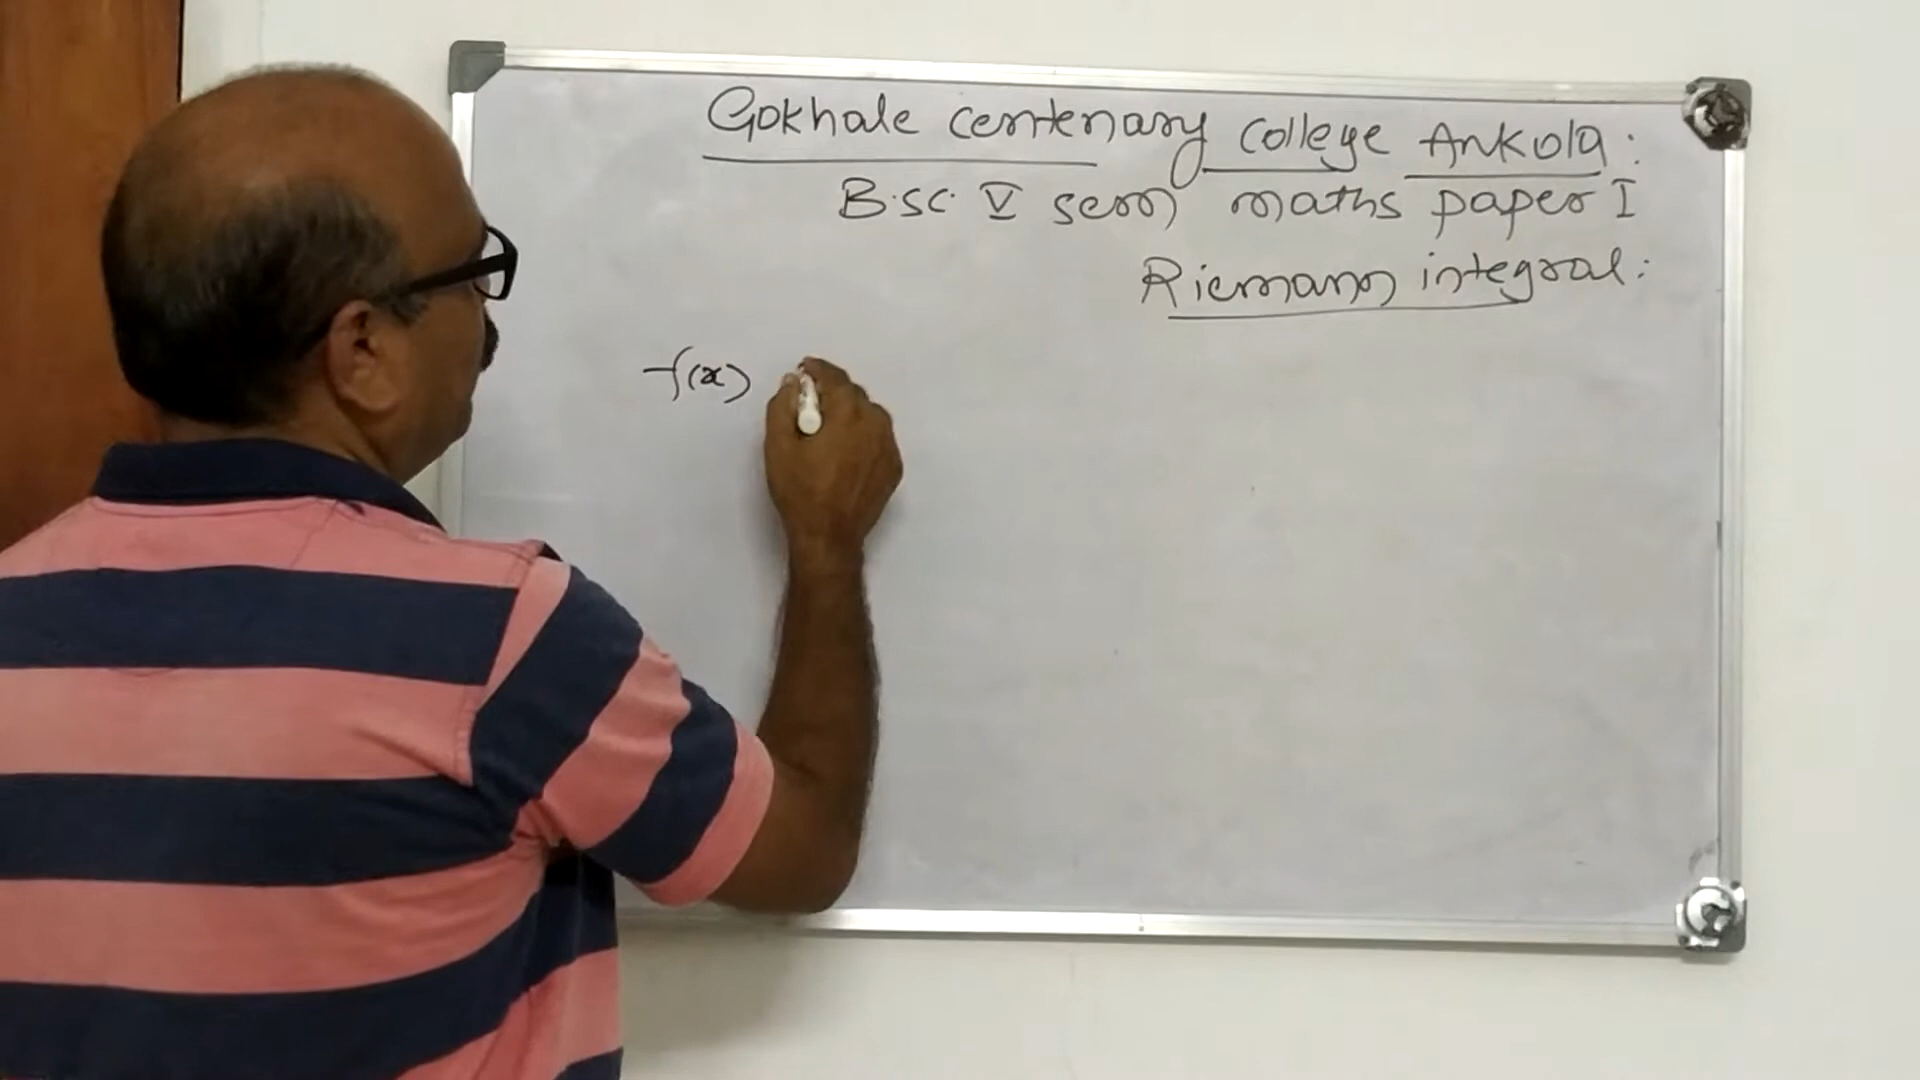 Gokhale centenary college Ankola:
B.sc. V sem maths paper I
Riemann integral:
f(x)